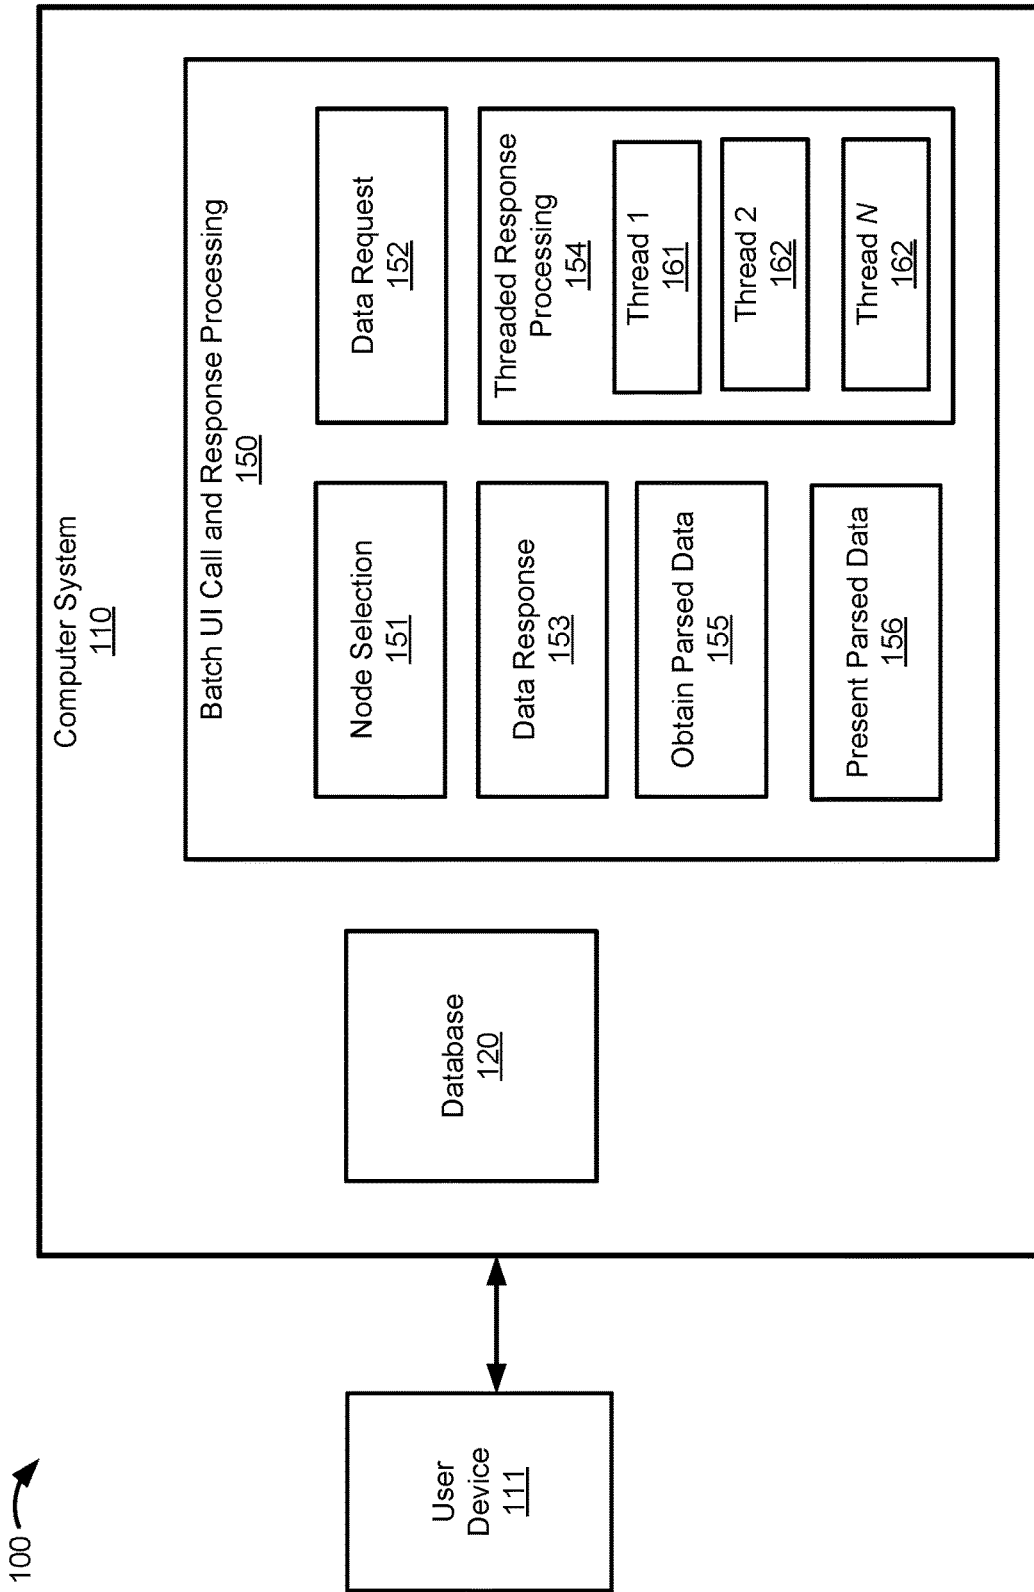 100
User
Device
111
Computer System
110
Database
120
Batch UI Call and Response Processing
150
Node Selection
151
Data Request
152
Data Response
153
Threaded Response
Processing
154
Thread 1
161
Thread 2
162
Thread N
162
Obtain Parsed Data
155
Present Parsed Data
156